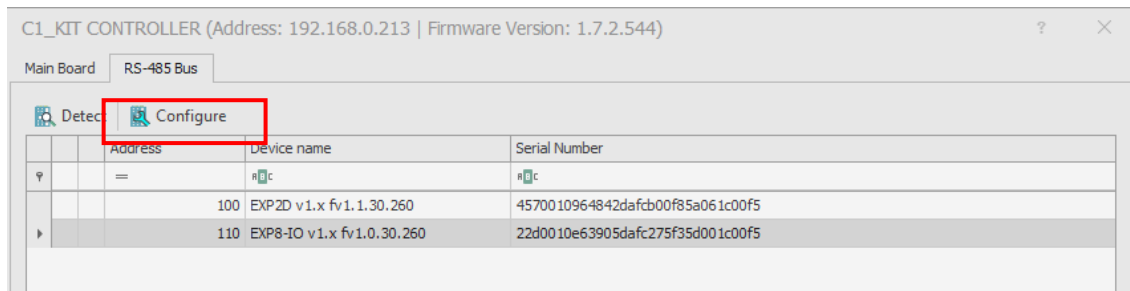 C1_KIT CONTROLLER (Address: 192.168.0.213 | Firmware Version: 1.7.2.544) ?
Main Board RS-485 Bus
Detect Configure
Address Device name Serial Number
= ABC ABC
100 EXP2D v1.x fv1.1.30.260 4570010964842dafcb00f85a061c00f5
110 EXP8-IO v1.x fv1.0.30.260 22d0010e63905dafc275f35d001c00f5